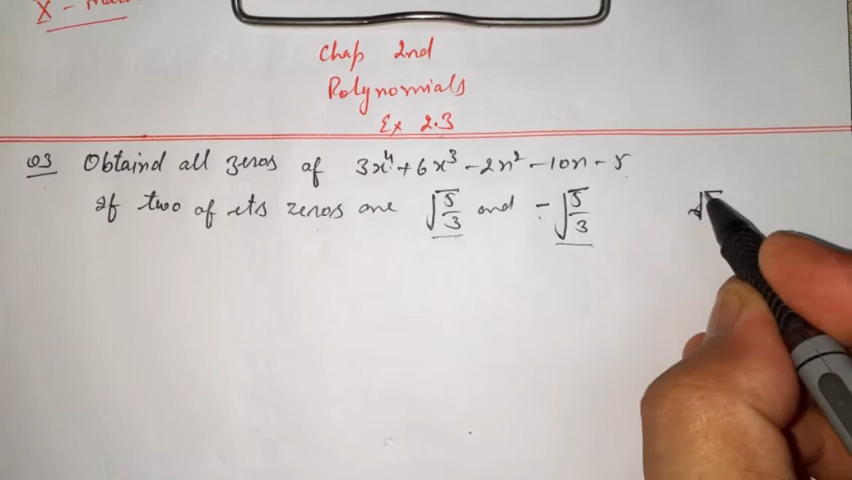 X -
Chap 2nd
Polynomials
Ex 2.3
Q3 Obtaind all zeros of 3x⁴+6x³-2x²-10x-5
If two of its zeros are √5/3 and -√5/3